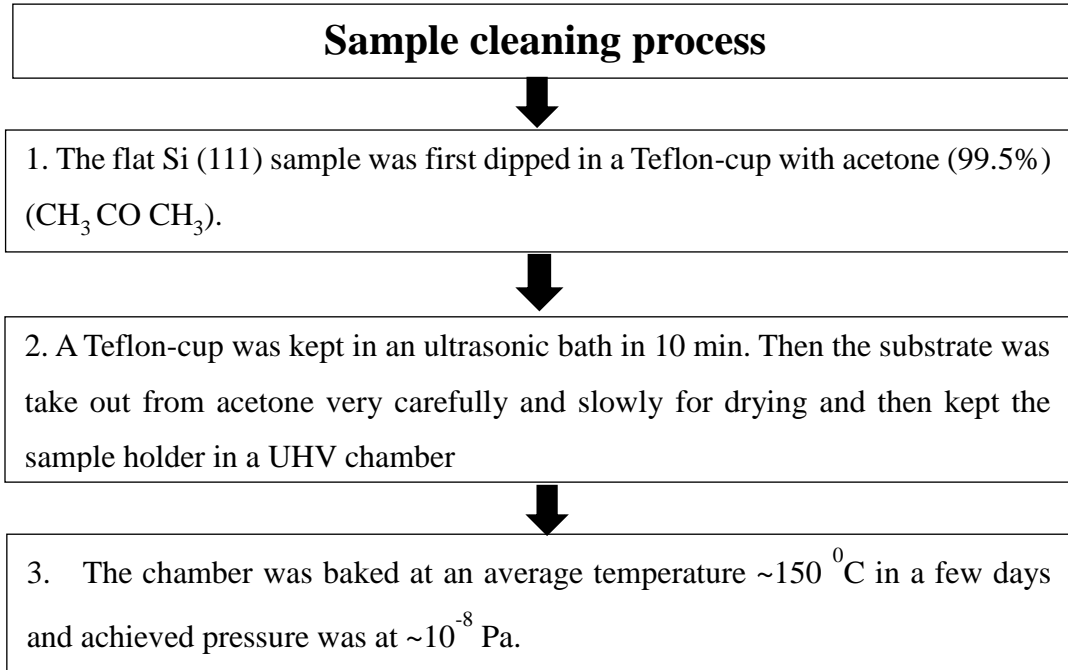 Sample cleaning process
1. The flat Si (111) sample was first dipped in a Teflon-cup with acetone (99.5%)
(CH₃ CO CH₃).
2. A Teflon-cup was kept in an ultrasonic bath in 10 min. Then the substrate was
take out from acetone very carefully and slowly for drying and then kept the
sample holder in a UHV chamber
3. The chamber was baked at an average temperature ~150 ⁰C in a few days
and achieved pressure was at ~10⁻⁸ Pa.